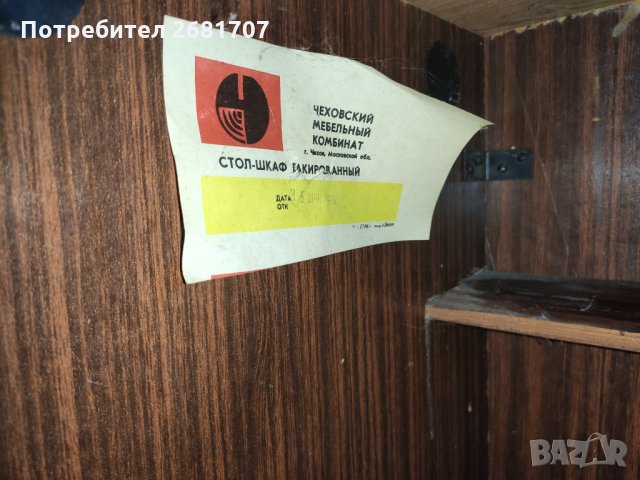 Потребител 2681707
ЧЕХОВСКИЙ
МЕБЕЛЬНЫЙ
КОМБИНАТ
г. Чехов, Московской обл.
СТОЛ-ШКАФ ЛАКИРОВАННЫЙ
ДАТА
ОТК
BAZAR